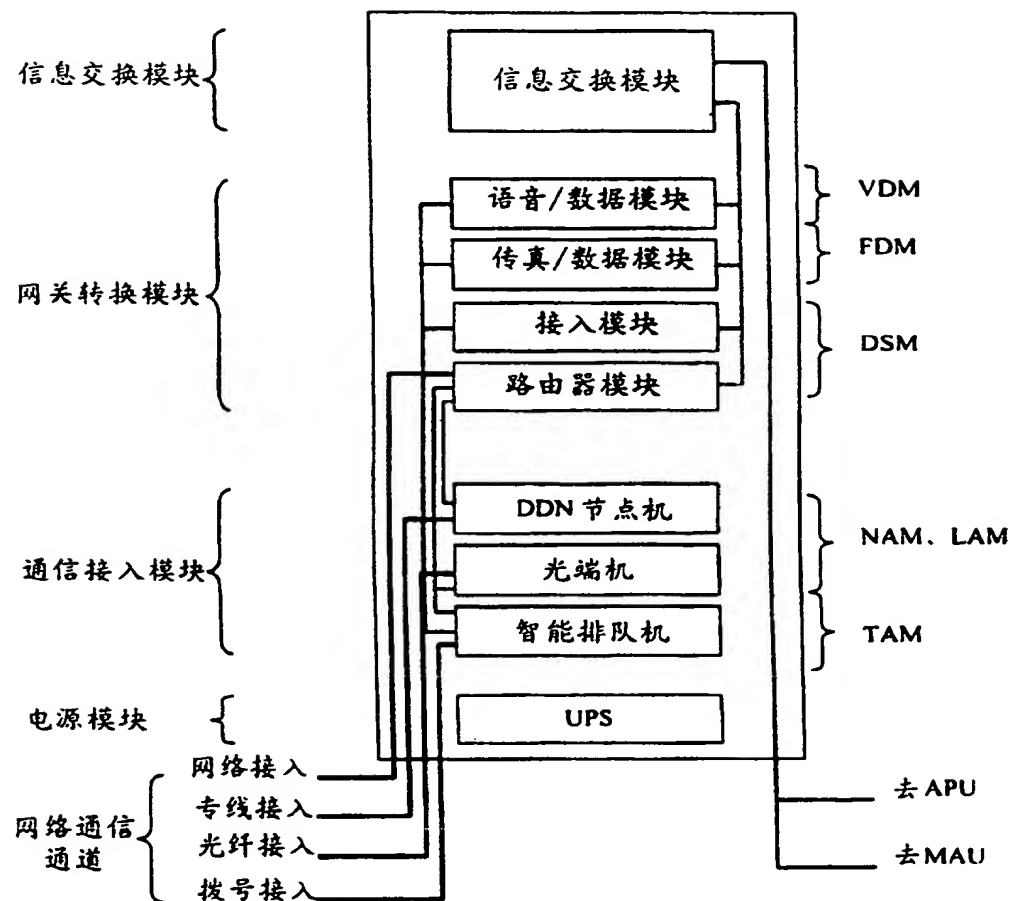 信息交换模块
信息交换模块
网关转换模块
语音/数据模块
传真/数据模块
接入模块
路由器模块
VDM
FDM
DSM
通信接入模块
DDN 节点机
光端机
智能排队机
NAM、LAM
TAM
电源模块
UPS
网络通信
通道
网络接入
专线接入
光纤接入
拨号接入
去APU
去MAU